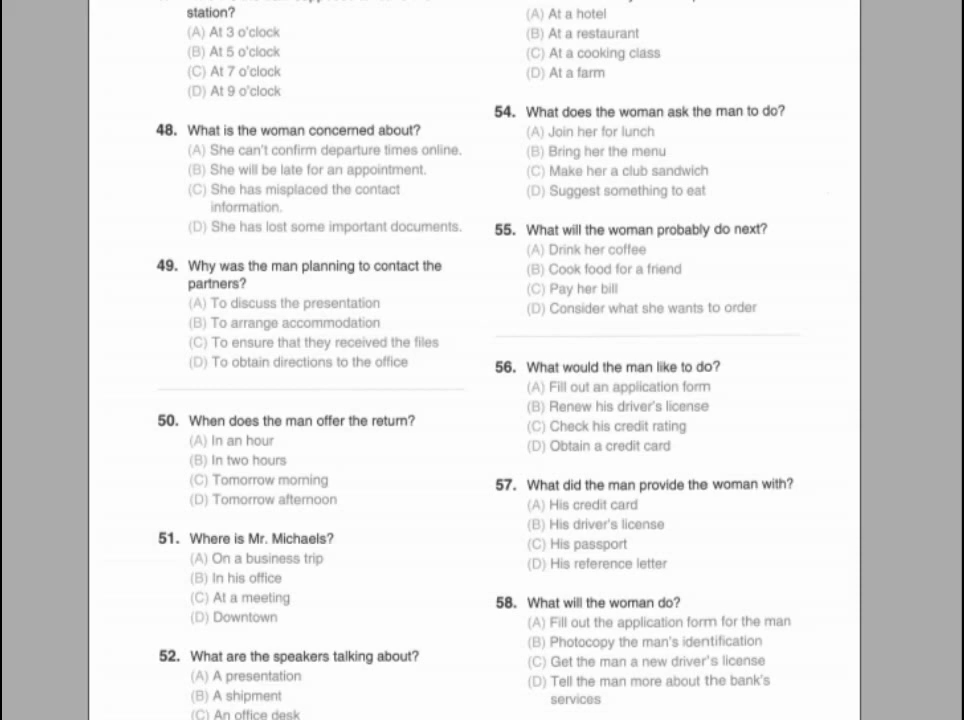 station?
(A) At 3 o'clock
(B) At 5 o'clock
(C) At 7 o'clock
(D) At 9 o'clock
48. What is the woman concerned about?
(A) She can't confirm departure times online.
(B) She will be late for an appointment.
(C) She has misplaced the contact
information.
(D) She has lost some important documents.
49. Why was the man planning to contact the
partners?
(A) To discuss the presentation
(B) To arrange accommodation
(C) To ensure that they received the files
(D) To obtain directions to the office
50. When does the man offer the return?
(A) In an hour
(B) In two hours
(C) Tomorrow morning
(D) Tomorrow afternoon
51. Where is Mr. Michaels?
(A) On a business trip
(B) In his office
(C) At a meeting
(D) Downtown
52. What are the speakers talking about?
(A) A presentation
(B) A shipment
(C) An office desk
(A) At a hotel
(B) At a restaurant
(C) At a cooking class
(D) At a farm
54. What does the woman ask the man to do?
(A) Join her for lunch
(B) Bring her the menu
(C) Make her a club sandwich
(D) Suggest something to eat
55. What will the woman probably do next?
(A) Drink her coffee
(B) Cook food for a friend
(C) Pay her bill
(D) Consider what she wants to order
56. What would the man like to do?
(A) Fill out an application form
(B) Renew his driver's license
(C) Check his credit rating
(D) Obtain a credit card
57. What did the man provide the woman with?
(A) His credit card
(B) His driver's license
(C) His passport
(D) His reference letter
58. What will the woman do?
(A) Fill out the application form for the man
(B) Photocopy the man's identification
(C) Get the man a new driver's license
(D) Tell the man more about the bank's
services